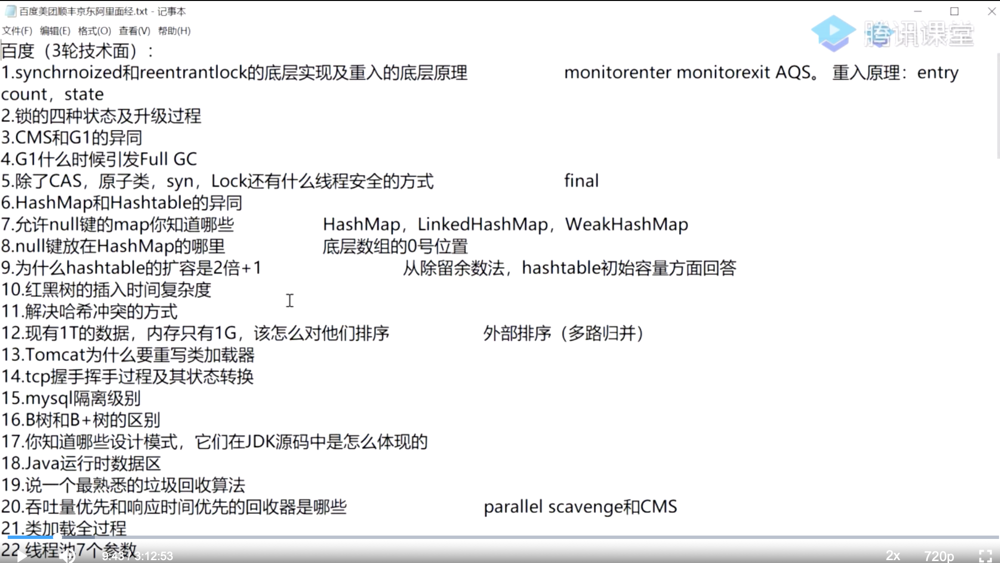 百度美团顺丰京东阿里面经.txt - 记事本
文件(F) 编辑(E) 格式(O) 查看(V) 帮助(H)
腾讯课堂
百度（3轮技术面）：
1.synchrnoized和reentrantlock的底层实现及重入的底层原理 monitorenter monitorexit AQS。 重入原理：entry
count，state
2.锁的四种状态及升级过程
3.CMS和G1的异同
4.G1什么时候引发Full GC
5.除了CAS，原子类，syn，Lock还有什么线程安全的方式 final
6.HashMap和Hashtable的异同
7.允许null键的map你知道哪些 HashMap，LinkedHashMap，WeakHashMap
8.null键放在HashMap的哪里 底层数组的0号位置
9.为什么hashtable的扩容是2倍+1 从除留余数法，hashtable初始容量方面回答
10.红黑树的插入时间复杂度
11.解决哈希冲突的方式
12.现有1T的数据，内存只有1G，该怎么对他们排序 外部排序（多路归并）
13.Tomcat为什么要重写类加载器
14.tcp握手挥手过程及其状态转换
15.mysql隔离级别
16.B树和B+树的区别
17.你知道哪些设计模式，它们在JDK源码中是怎么体现的
18.Java运行时数据区
19.说一个最熟悉的垃圾回收算法
20.吞吐量优先和响应时间优先的回收器是哪些 parallel scavenge和CMS
21.类加载全过程
22.线程池7个参数
9:43 / 3:12:53 2x 720p